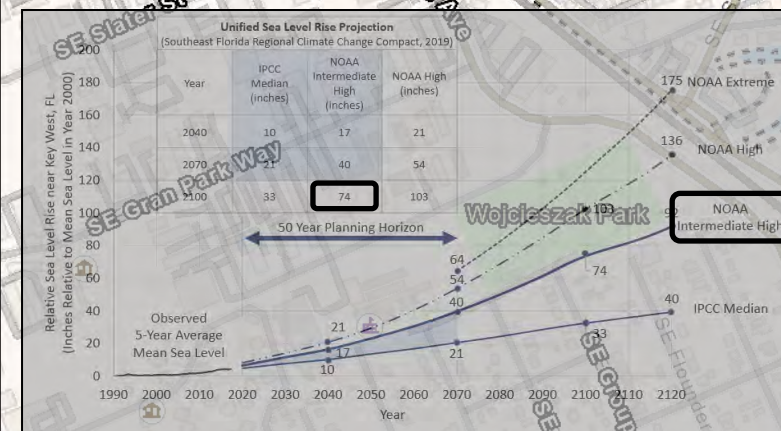 Unified Sea Level Rise Projection
(Southeast Florida Regional Climate Change Compact, 2019)
Year
IPCC
Median
(inches)
NOAA
Intermediate
High
(inches)
NOAA High
(inches)
2040 10 17 21
2070 21 40 54
2100 33 74 103
50 Year Planning Horizon
Observed
5-Year Average
Mean Sea Level
Relative Sea Level Rise near Key West, FL
(Inches Relative to Mean Sea Level in Year 2000)
200
180
160
140
120
100
80
60
40
20
0
1990 2000 2010 2020 2030 2040 2050 2060 2070 2080 2090 2100 2110 2120
Year
21
17
10
64
54
40
21
103
74
33
175 NOAA Extreme
136
NOAA High
92
NOAA
Intermediate High
40
IPCC Median
SE Slater St
Ave
SE Gran Park Way
Wojcieszak Park
SE Flounder
SE Group
SE